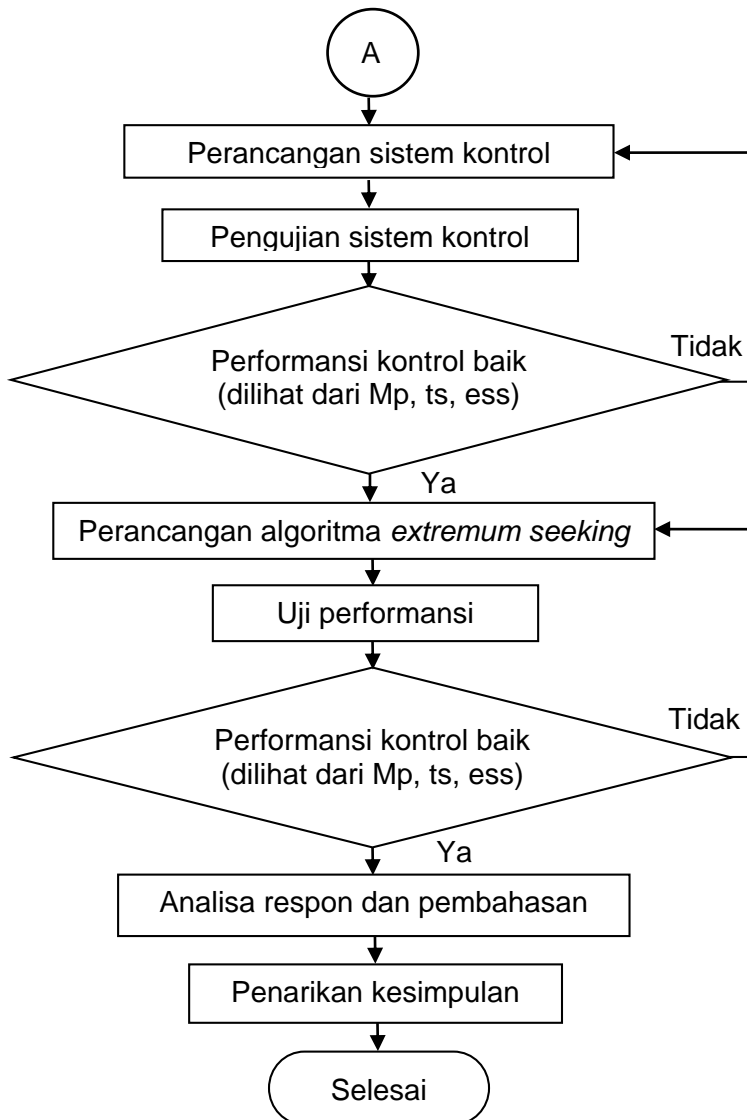 A
Perancangan sistem kontrol
Pengujian sistem kontrol
Performansi kontrol baik
(dilihat dari Mp, ts, ess)
Tidak
Ya
Perancangan algoritma extremum seeking
Uji performansi
Performansi kontrol baik
(dilihat dari Mp, ts, ess)
Tidak
Ya
Analisa respon dan pembahasan
Penarikan kesimpulan
Selesai